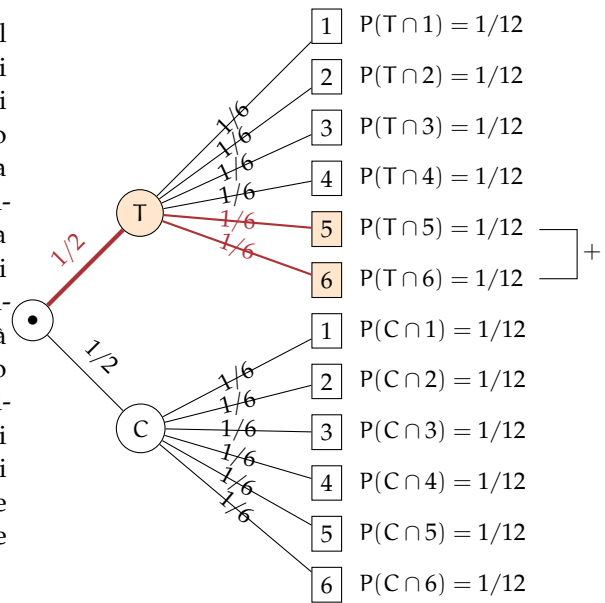 1 P(T ∩ 1) = 1/12
1/6
2 P(T ∩ 2) = 1/12
1/6
3 P(T ∩ 3) = 1/12
1/6
4 P(T ∩ 4) = 1/12
1/6
T
5 P(T ∩ 5) = 1/12
1/6
1/2
+
6 P(T ∩ 6) = 1/12
1/6
1 P(C ∩ 1) = 1/12
1/6
1/2
2 P(C ∩ 2) = 1/12
1/6
C
3 P(C ∩ 3) = 1/12
1/6
4 P(C ∩ 4) = 1/12
1/6
5 P(C ∩ 5) = 1/12
1/6
6 P(C ∩ 6) = 1/12
1/6